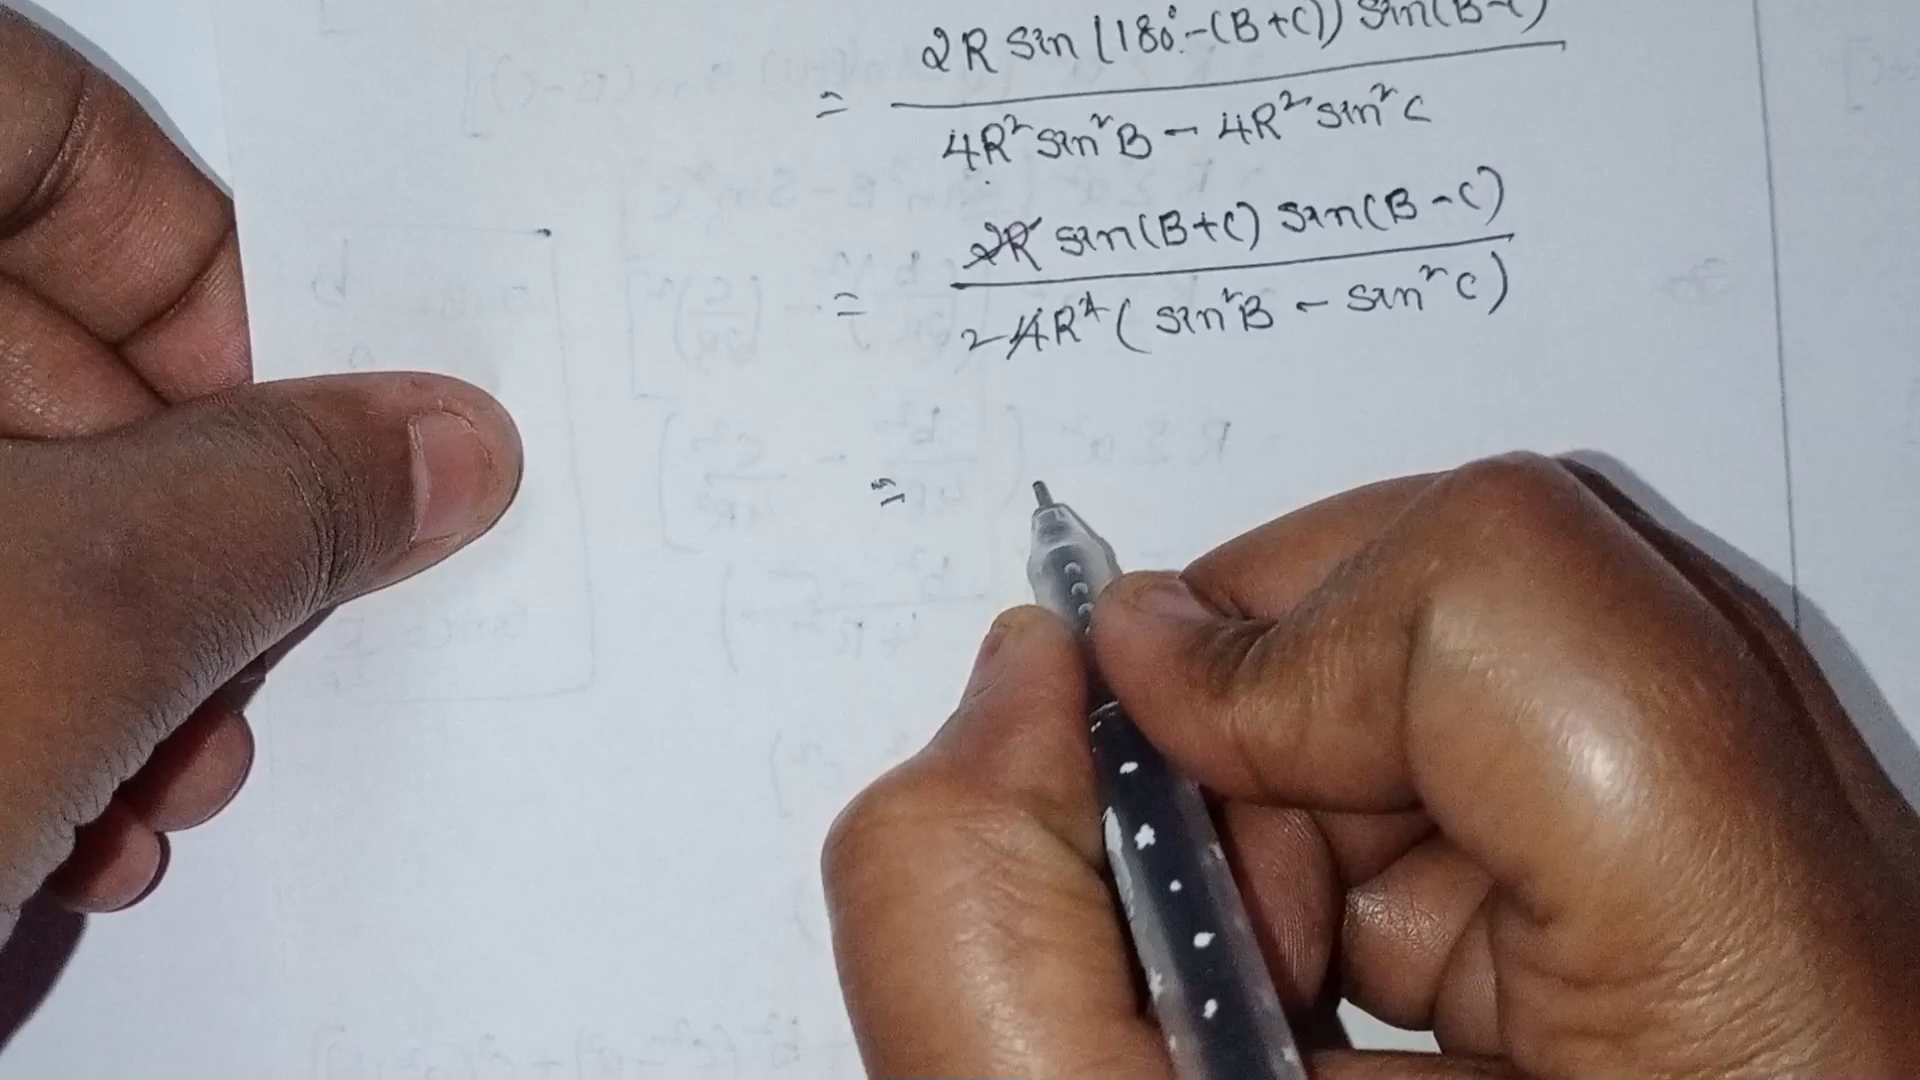 2R sin(180°-(B+C)) sin(B-C)
= 4R² sin²B - 4R² sin²C
2R sin(B+C) sin(B-C)
= 2 4R² (sin²B - sin²C)
=